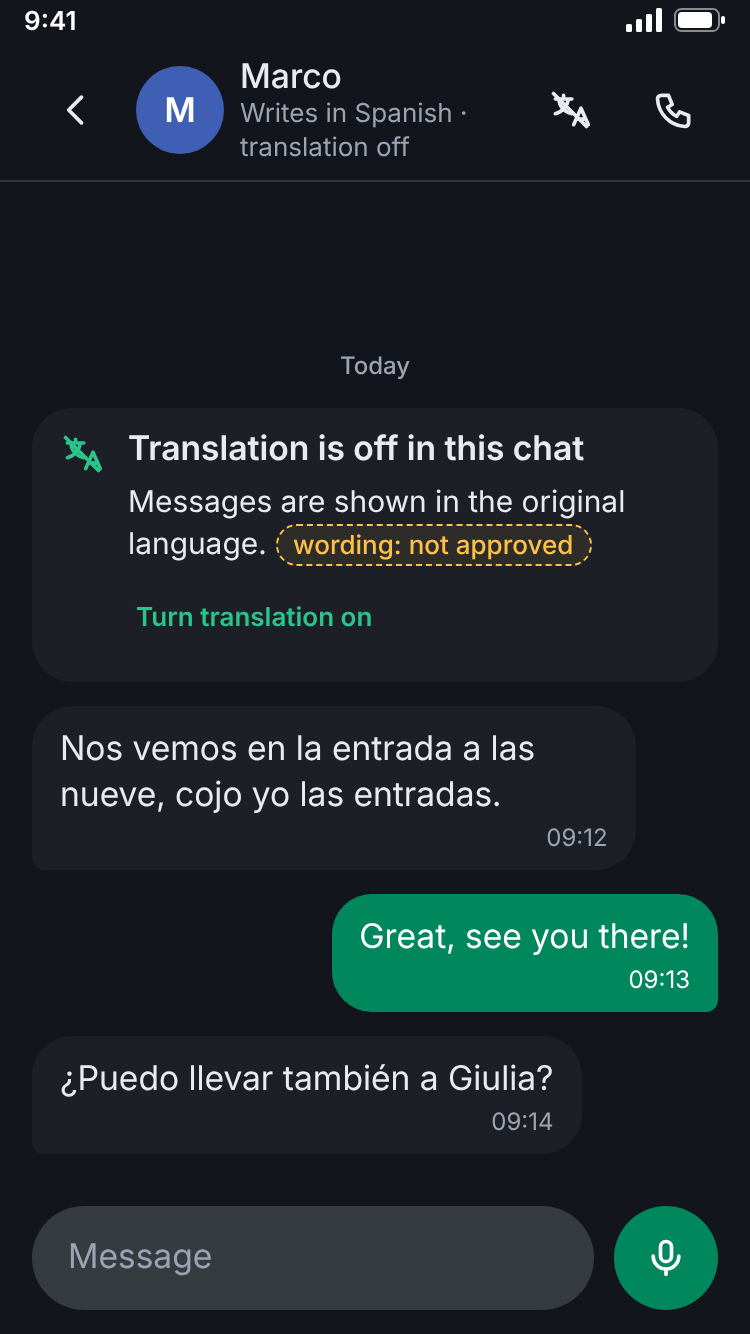 9:41
M
Marco
Writes in Spanish ·
translation off
Today
Translation is off in this chat
Messages are shown in the original
language. wording: not approved
Turn translation on
Nos vemos en la entrada a las
nueve, cojo yo las entradas.
09:12
Great, see you there!
09:13
¿Puedo llevar también a Giulia?
09:14
Message